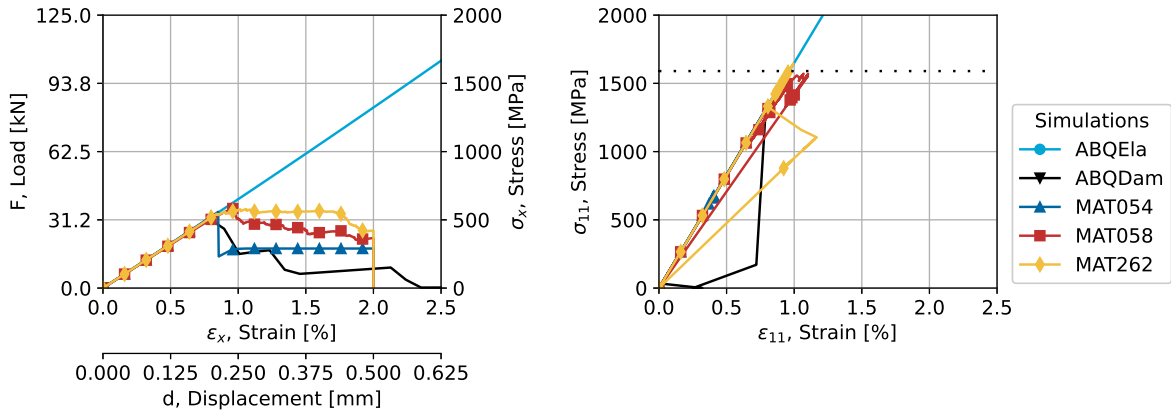 125.0
93.8
62.5
31.2
0.0
F, Load [kN]
2000
1500
1000
500
0
σx, Stress [MPa]
0.0 0.5 1.0 1.5 2.0 2.5
εx, Strain [%]
0.000 0.125 0.250 0.375 0.500 0.625
d, Displacement [mm]
2000
1500
1000
500
0
σ11, Stress [MPa]
0.0 0.5 1.0 1.5 2.0 2.5
ε11, Strain [%]
Simulations
ABQEla
ABQDam
MAT054
MAT058
MAT262